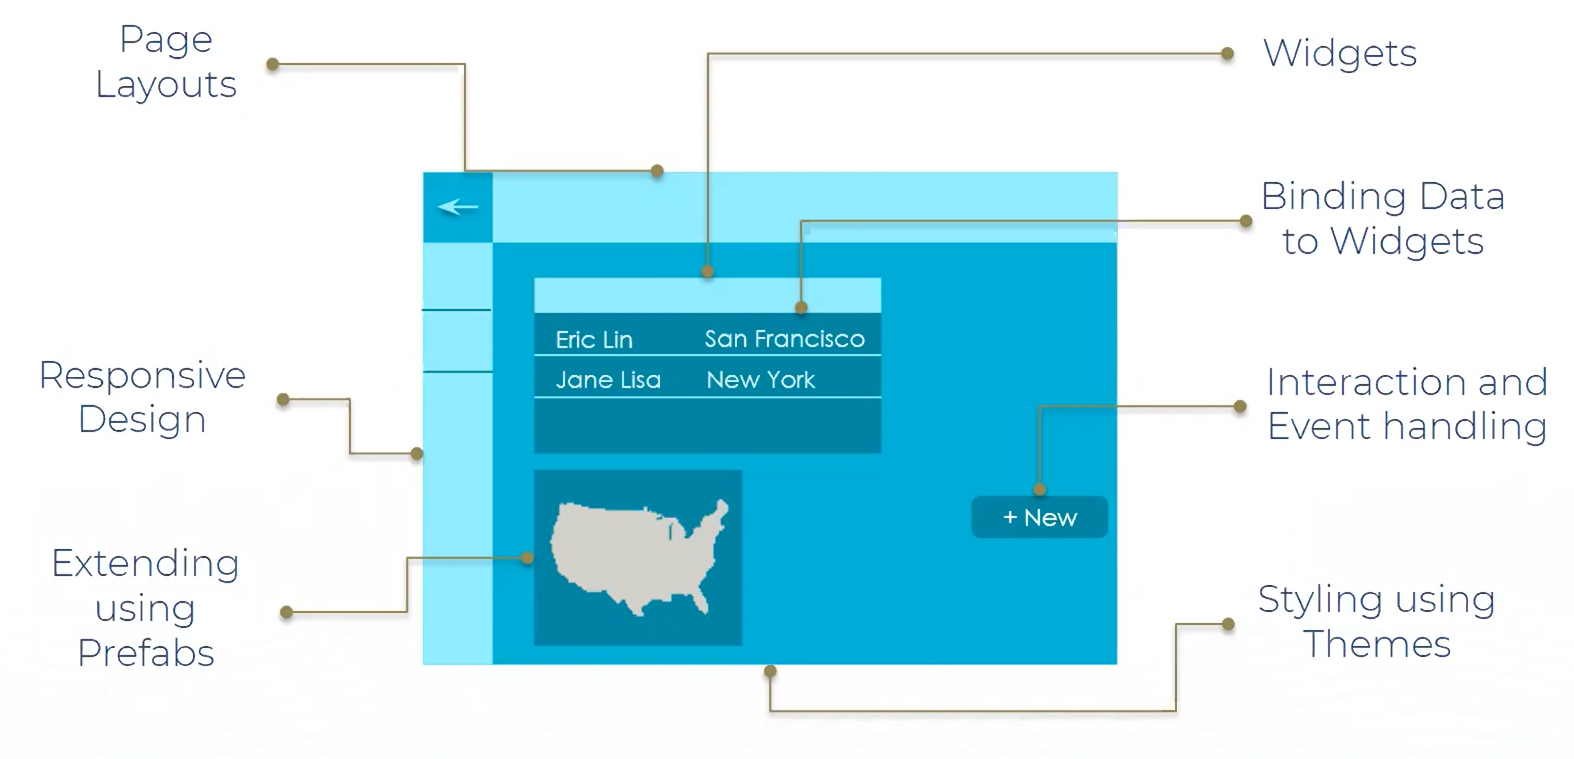 Page
Layouts
Widgets
Binding Data
to Widgets
Eric Lin San Francisco
Jane Lisa New York
Responsive
Design
Interaction and
Event handling
+ New
Extending
using
Prefabs
Styling using
Themes